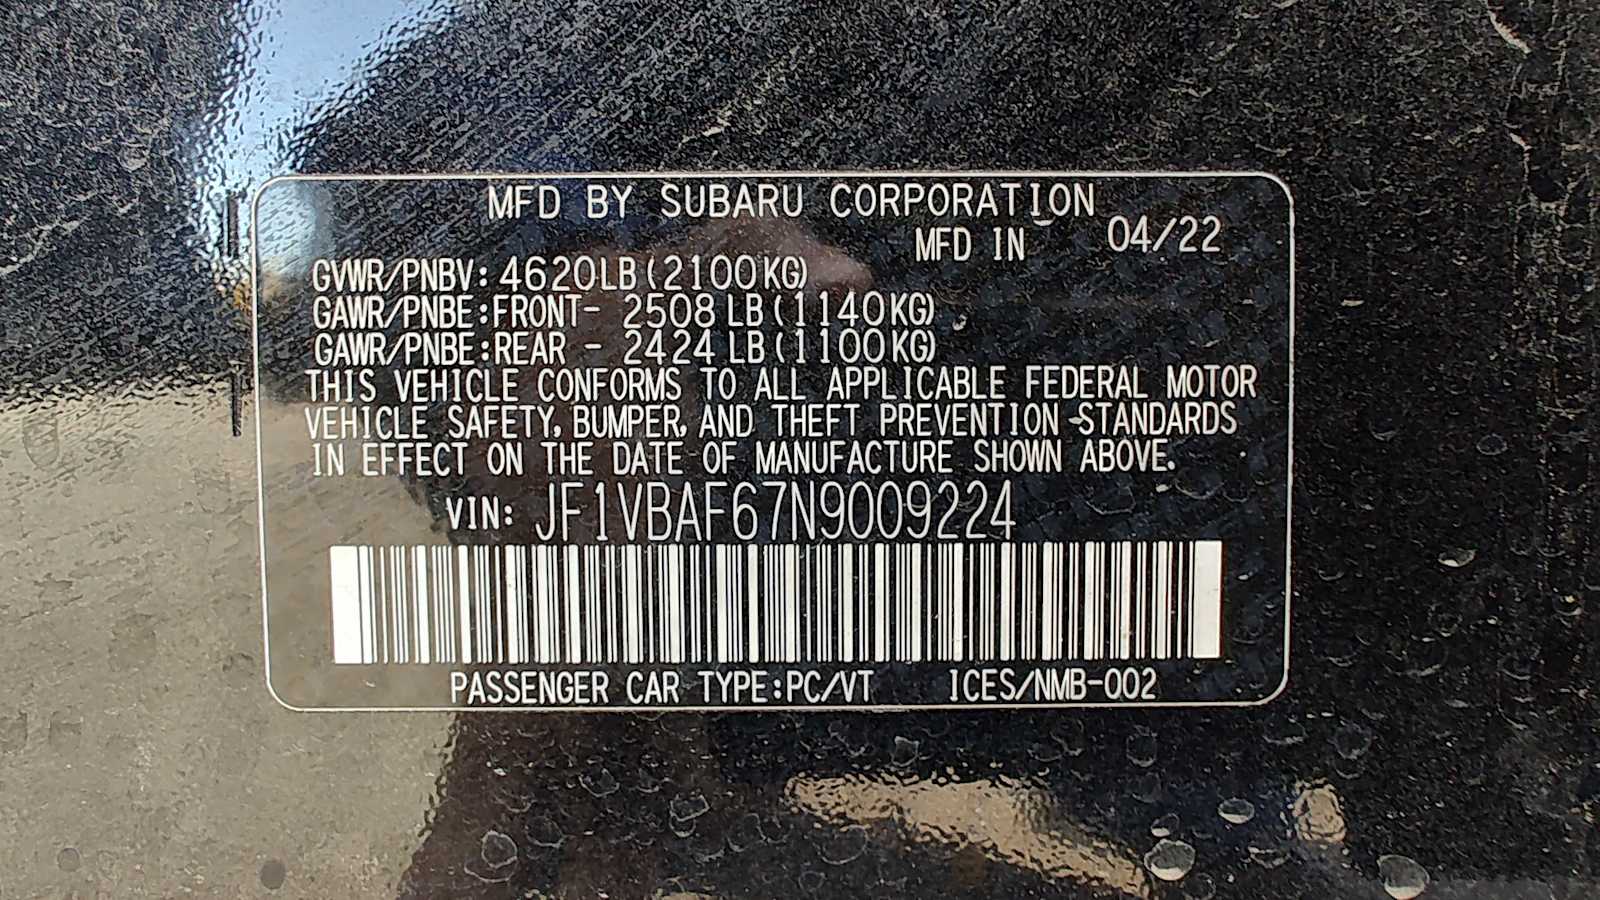 MFD BY SUBARU CORPORATION
MFD IN 04/22
GVWR/PNBV: 4620LB(2100KG)
GAWR/PNBE:FRONT- 2508 LB(1140KG)
GAWR/PNBE:REAR - 2424 LB(1100KG)
THIS VEHICLE CONFORMS TO ALL APPLICABLE FEDERAL MOTOR
VEHICLE SAFETY, BUMPER, AND THEFT PREVENTION STANDARDS
IN EFFECT ON THE DATE OF MANUFACTURE SHOWN ABOVE.
VIN: JF1VBAF67N9009224
PASSENGER CAR TYPE:PC/VT ICES/NMB-002